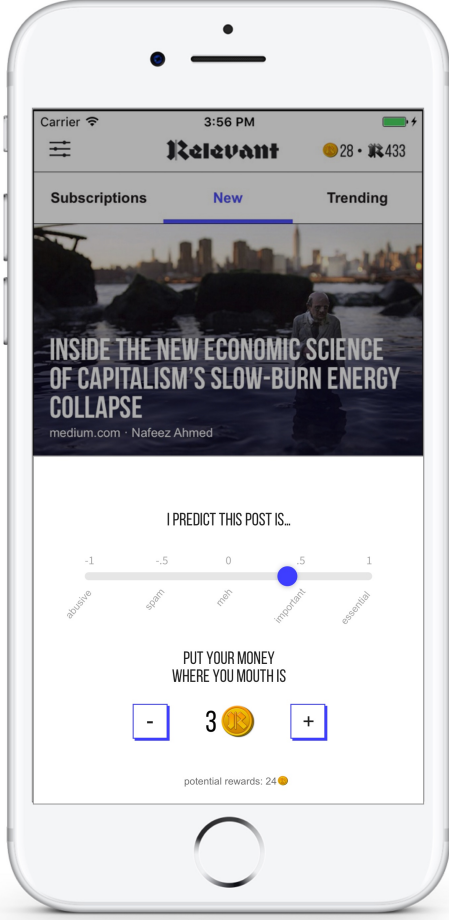 Carrier 3:56 PM
Relevant 28 • R 433
Subscriptions New Trending
INSIDE THE NEW ECONOMIC SCIENCE
OF CAPITALISM'S SLOW-BURN ENERGY
COLLAPSE
medium.com · Nafeez Ahmed
I PREDICT THIS POST IS...
-1 -.5 0 .5 1
abusive spam meh important essential
PUT YOUR MONEY
WHERE YOU MOUTH IS
- 3 R +
potential rewards: 24